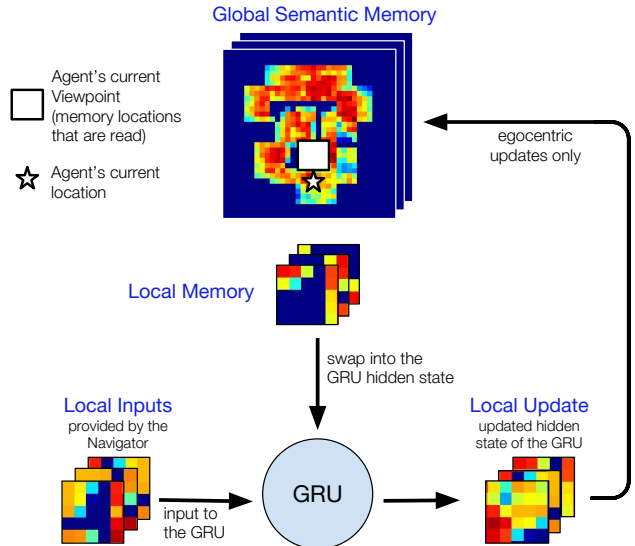 Global Semantic Memory
Agent's current
Viewpoint
(memory locations
that are read)
Agent's current
location
egocentric
updates only
Local Memory
swap into the
GRU hidden state
Local Inputs
provided by the
Navigator
input to
the GRU
GRU
Local Update
updated hidden
state of the GRU